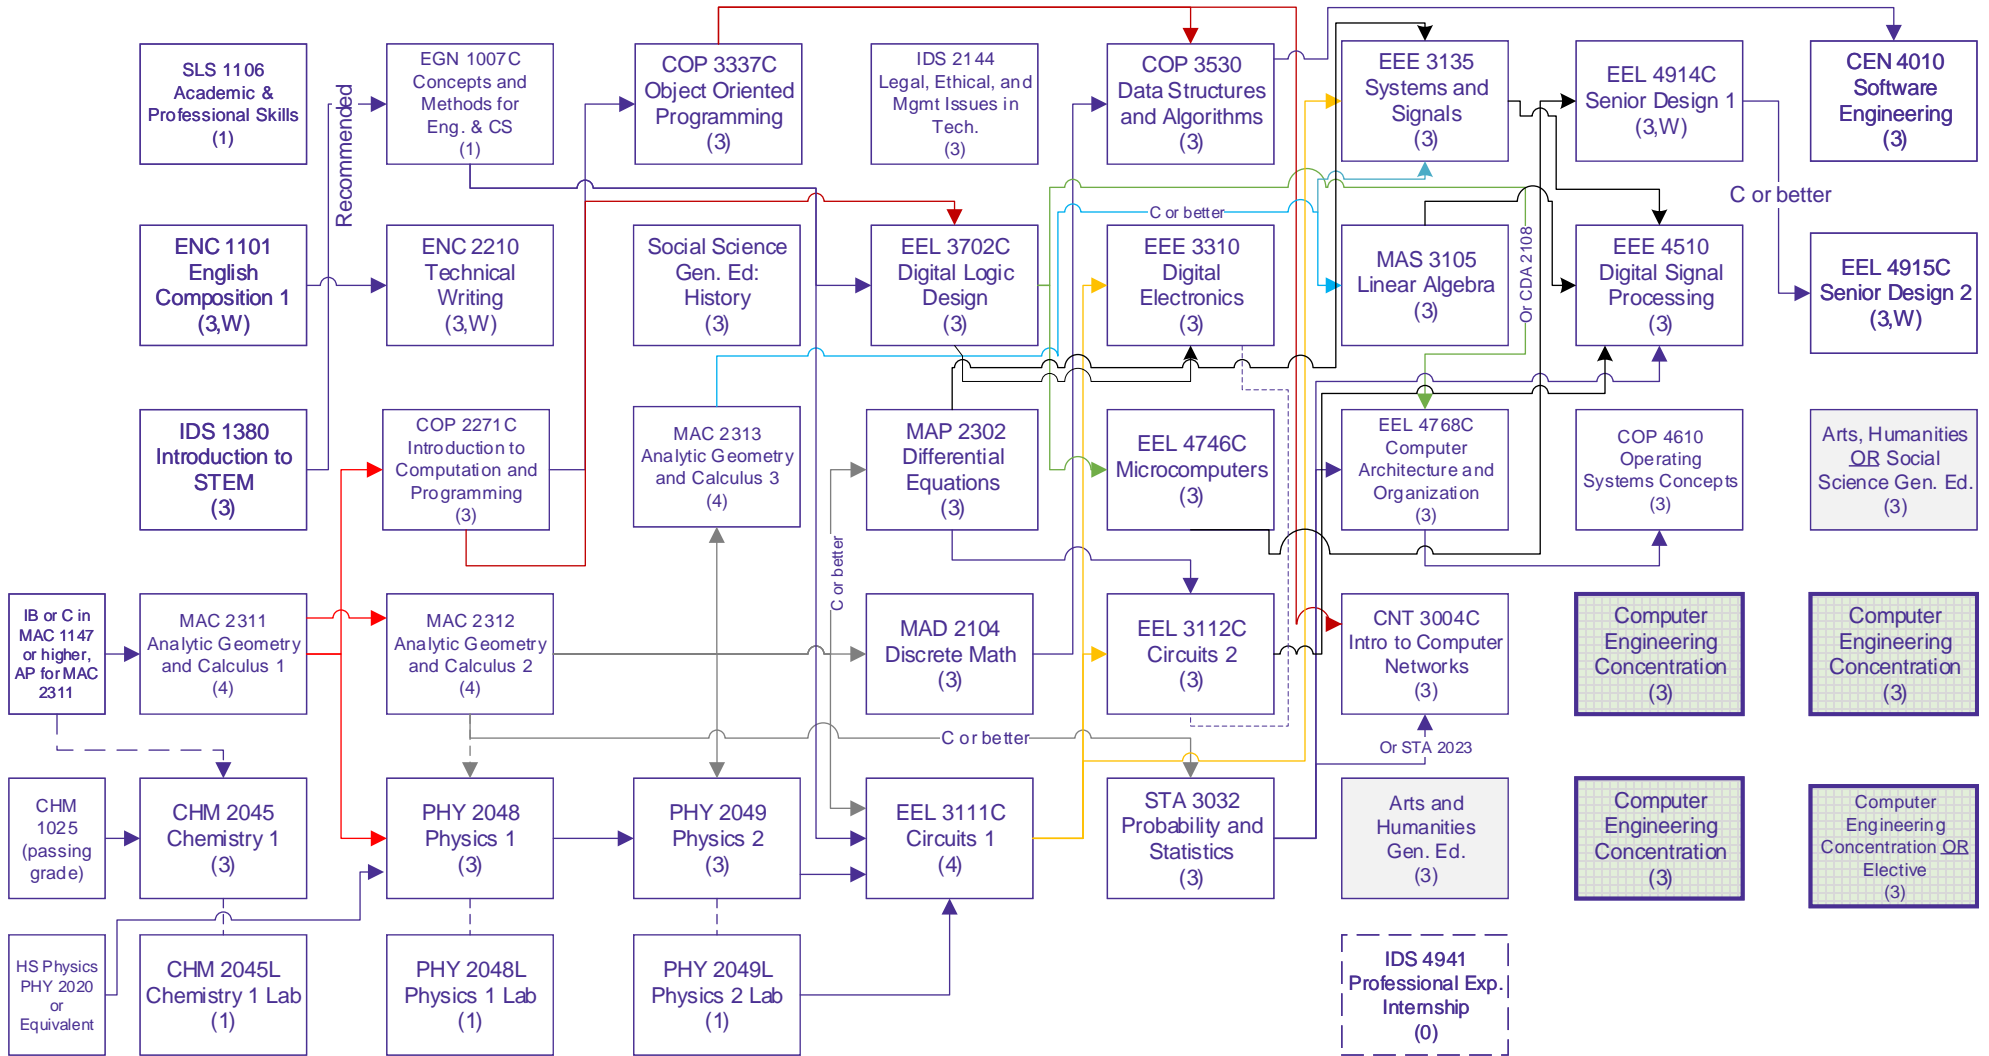 SLS 1106
Academic &
Professional Skills
(1)
Recommended
EGN 1007C
Concepts and
Methods for
Eng. & CS
(1)
COP 3337C
Object Oriented
Programming
(3)
IDS 2144
Legal, Ethical, and
Mgmt Issues in
Tech.
(3)
COP 3530
Data Structures
and Algorithms
(3)
EEE 3135
Systems and
Signals
(3)
EEL 4914C
Senior Design 1
(3,W)
CEN 4010
Software
Engineering
(3)
C or better
ENC 1101
English
Composition 1
(3,W)
ENC 2210
Technical
Writing
(3,W)
Social Science
Gen. Ed:
History
(3)
EEL 3702C
Digital Logic
Design
(3)
C or better
EEE 3310
Digital
Electronics
(3)
MAS 3105
Linear Algebra
(3)
Or CDA 2108
EEE 4510
Digital Signal
Processing
(3)
EEL 4915C
Senior Design 2
(3,W)
IDS 1380
Introduction to
STEM
(3)
COP 2271C
Introduction to
Computation and
Programming
(3)
MAC 2313
Analytic Geometry
and Calculus 3
(4)
MAP 2302
Differential
Equations
(3)
EEL 4746C
Microcomputers
(3)
EEL 4768C
Computer
Architecture and
Organization
(3)
COP 4610
Operating
Systems Concepts
(3)
Arts, Humanities
OR Social
Science Gen. Ed.
(3)
C or better
IB or C in
MAC 1147
or higher,
AP for MAC
2311
MAC 2311
Analytic Geometry
and Calculus 1
(4)
MAC 2312
Analytic Geometry
and Calculus 2
(4)
MAD 2104
Discrete Math
(3)
EEL 3112C
Circuits 2
(3)
CNT 3004C
Intro to Computer
Networks
(3)
Computer
Engineering
Concentration
(3)
Computer
Engineering
Concentration
(3)
C or better
Or STA 2023
CHM
1025
(passing
grade)
CHM 2045
Chemistry 1
(3)
PHY 2048
Physics 1
(3)
PHY 2049
Physics 2
(3)
EEL 3111C
Circuits 1
(4)
STA 3032
Probability and
Statistics
(3)
Arts and
Humanities
Gen. Ed.
(3)
Computer
Engineering
Concentration
(3)
Computer
Engineering
Concentration OR
Elective
(3)
HS Physics
PHY 2020
or
Equivalent
CHM 2045L
Chemistry 1 Lab
(1)
PHY 2048L
Physics 1 Lab
(1)
PHY 2049L
Physics 2 Lab
(1)
IDS 4941
Professional Exp.
Internship
(0)